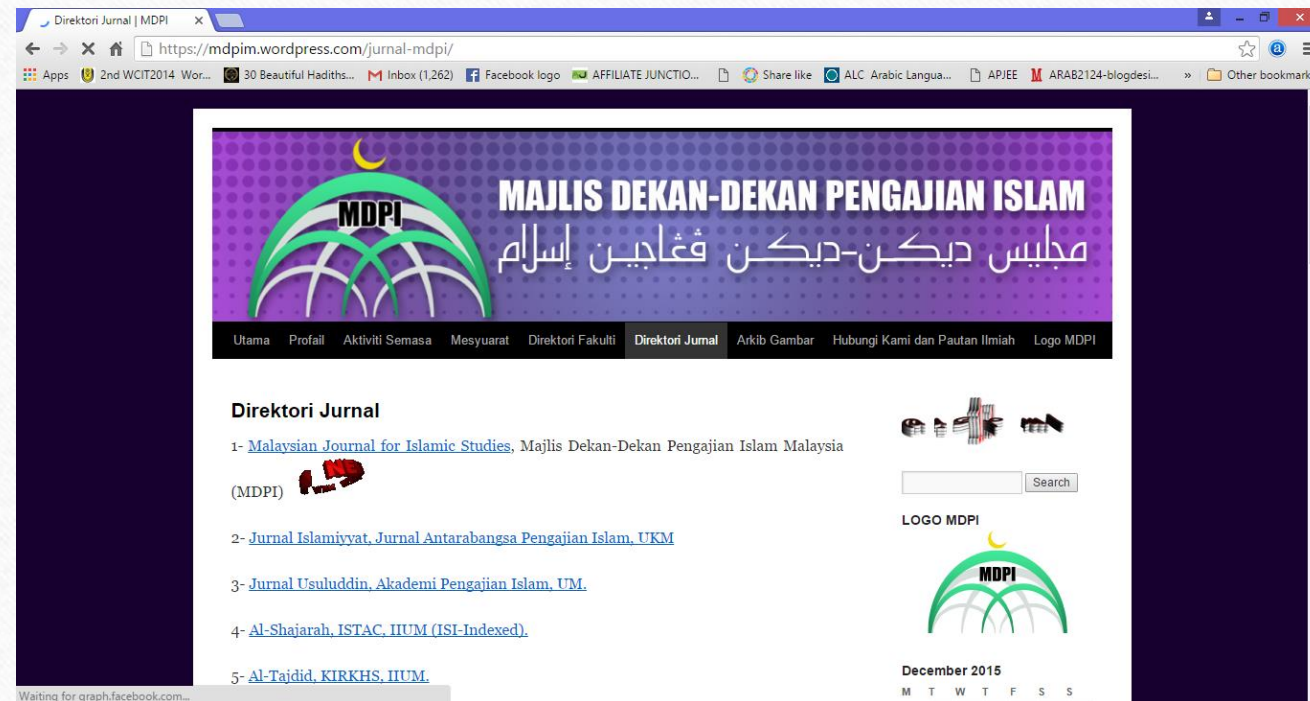 Direktori Jurnal | MDPI
https://mdpim.wordpress.com/jurnal-mdpi/
Apps 2nd WCIT2014 Wor... 30 Beautiful Hadiths... Inbox (1,262) Facebook logo AFFILIATE JUNCTIO... Share like ALC Arabic Langua... APJEE ARAB2124-blogdesi... » Other bookmark
MDPI
MAJLIS DEKAN-DEKAN PENGAJIAN ISLAM
مجليس ديكن-ديكن ڤڠاجين إسلام
Utama Profail Aktiviti Semasa Mesyuarat Direktori Fakulti Direktori Jurnal Arkib Gambar Hubungi Kami dan Pautan Ilmiah Logo MDPI
Direktori Jurnal
1- Malaysian Journal for Islamic Studies, Majlis Dekan-Dekan Pengajian Islam Malaysia
(MDPI)
2- Jurnal Islamiyyat, Jurnal Antarabangsa Pengajian Islam, UKM
3- Jurnal Usuluddin, Akademi Pengajian Islam, UM.
4- Al-Shajarah, ISTAC, IIUM (ISI-Indexed).
5- Al-Tajdid, KIRKHS, IIUM.
Search
LOGO MDPI
MDPI
December 2015
M T W T F S S
Waiting for graph.facebook.com...